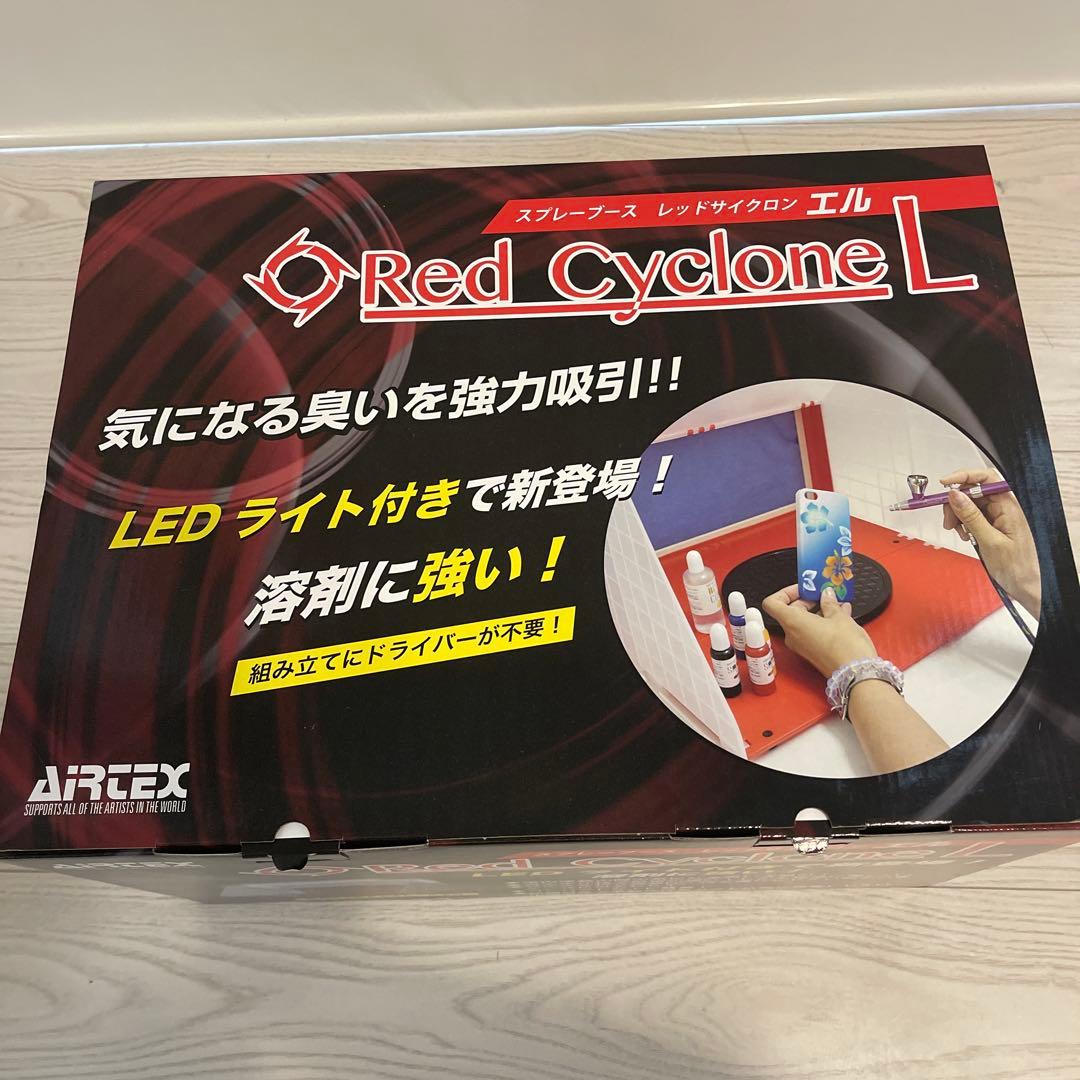 スプレーブース レッドサイクロン エル
Red Cyclone L
気になる臭いを強力吸引!!
LED ライト付きで新登場！
溶剤に強い！
組み立てにドライバーが不要！
AIRTEX
SUPPORTS ALL OF THE ARTISTS IN THE WORLD
Red Cyclone L
LED